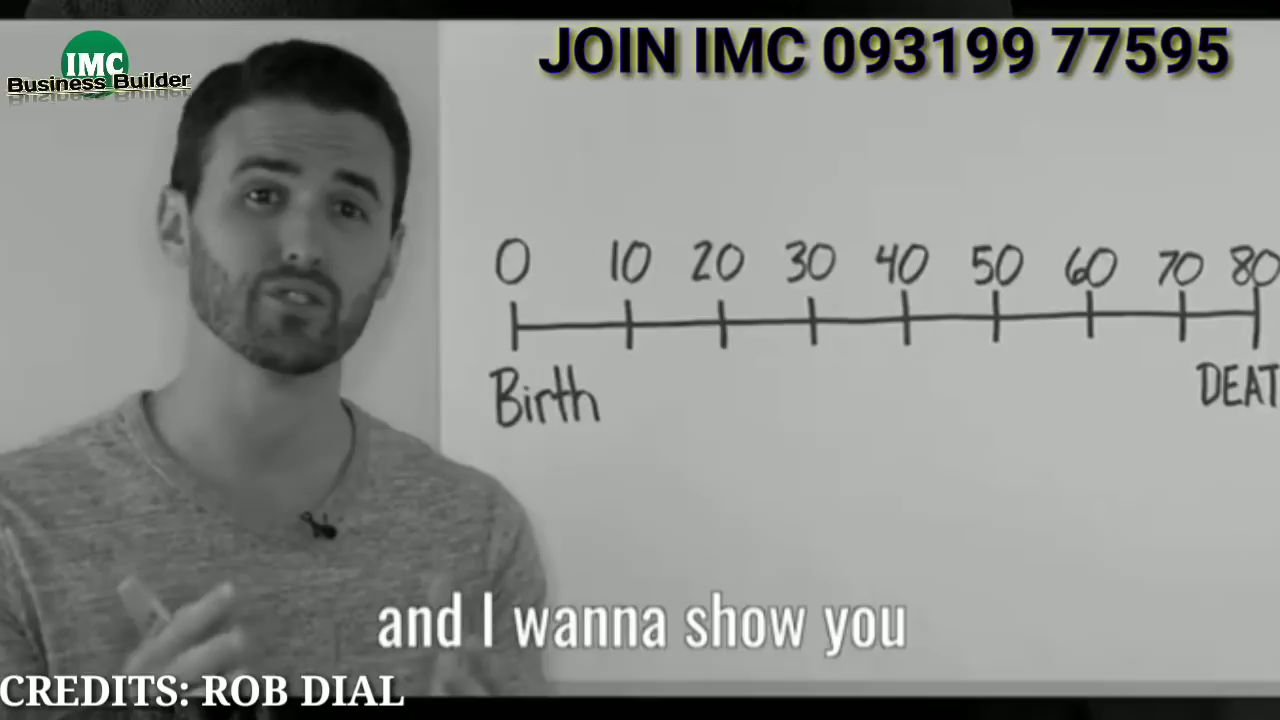 IMC
Business Builder
JOIN IMC 093199 77595
0 10 20 30 40 50 60 70 80
Birth
DEAT
and I wanna show you
CREDITS: ROB DIAL